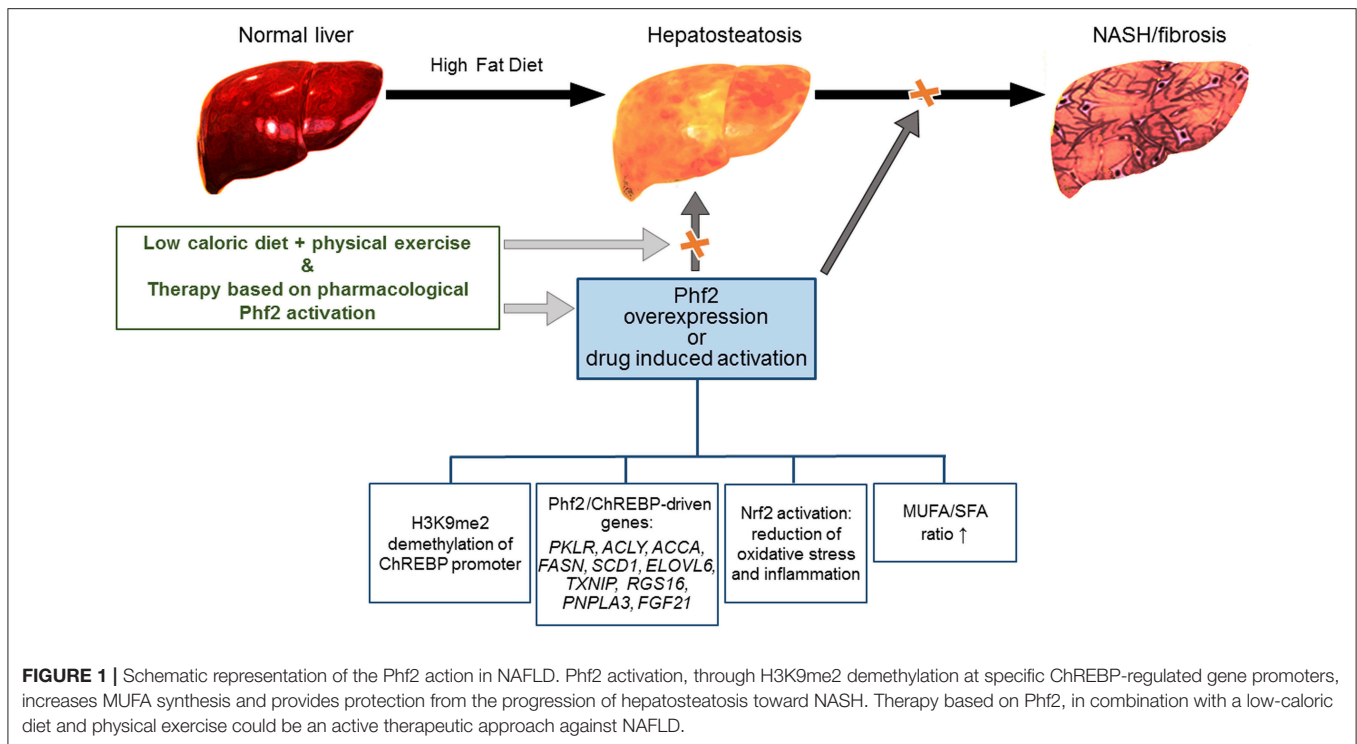 Normal liver
Hepatosteatosis
NASH/fibrosis
High Fat Diet
Low caloric diet + physical exercise
&
Therapy based on pharmacological
Phf2 activation
Phf2
overexpression
or
drug induced activation
H3K9me2
demethylation of
ChREBP promoter
Phf2/ChREBP-driven
genes:
PKLR, ACLY, ACCA,
FASN, SCD1, ELOVL6,
TXNIP, RGS16,
PNPLA3, FGF21
Nrf2 activation:
reduction of
oxidative stress
and inflammation
MUFA/SFA
ratio ↑
FIGURE 1 | Schematic representation of the Phf2 action in NAFLD. Phf2 activation, through H3K9me2 demethylation at specific ChREBP-regulated gene promoters,
increases MUFA synthesis and provides protection from the progression of hepatosteatosis toward NASH. Therapy based on Phf2, in combination with a low-caloric
diet and physical exercise could be an active therapeutic approach against NAFLD.